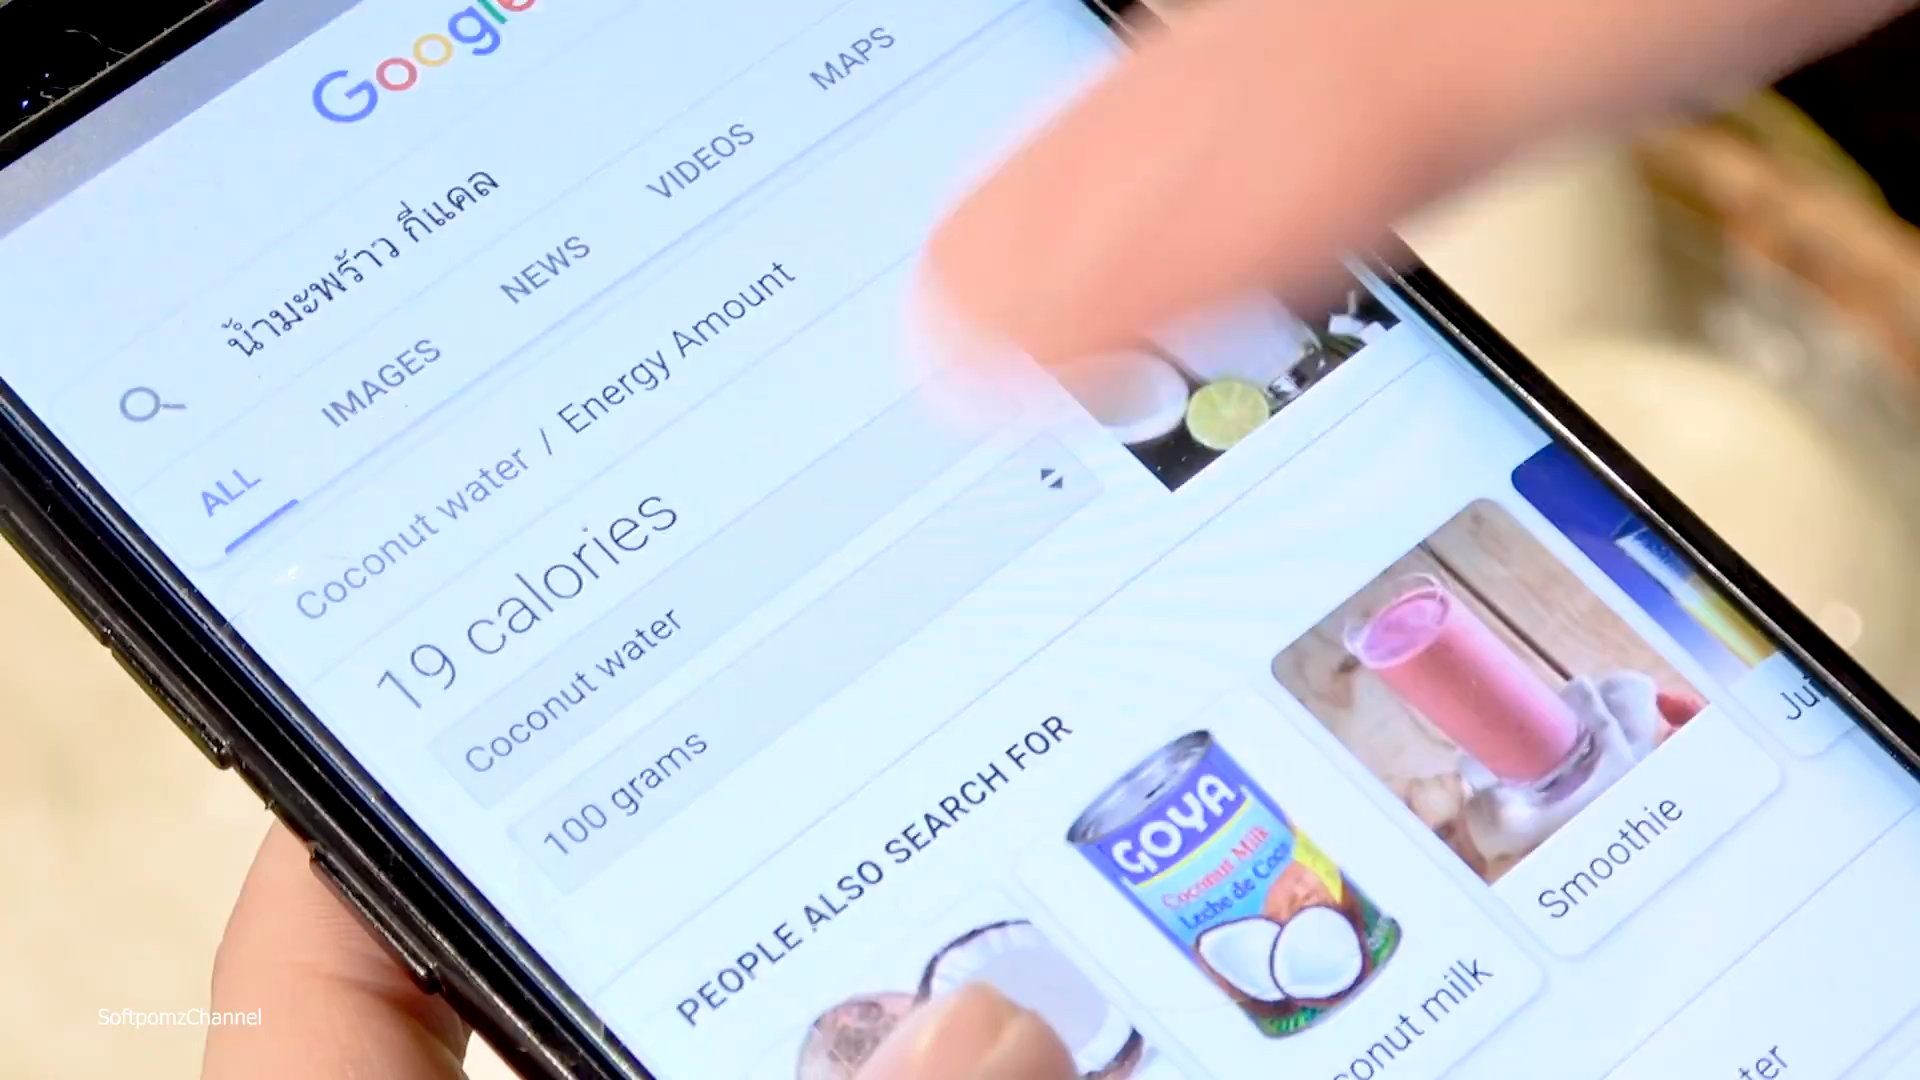 Google
น้ำมะพร้าว กี่แคล
ALL IMAGES NEWS VIDEOS MAPS
Coconut water / Energy Amount
19 calories
Coconut water
100 grams
PEOPLE ALSO SEARCH FOR
GOYA
Coconut Milk
Leche de Coco
Smoothie
conut milk
SoftpomzChannel